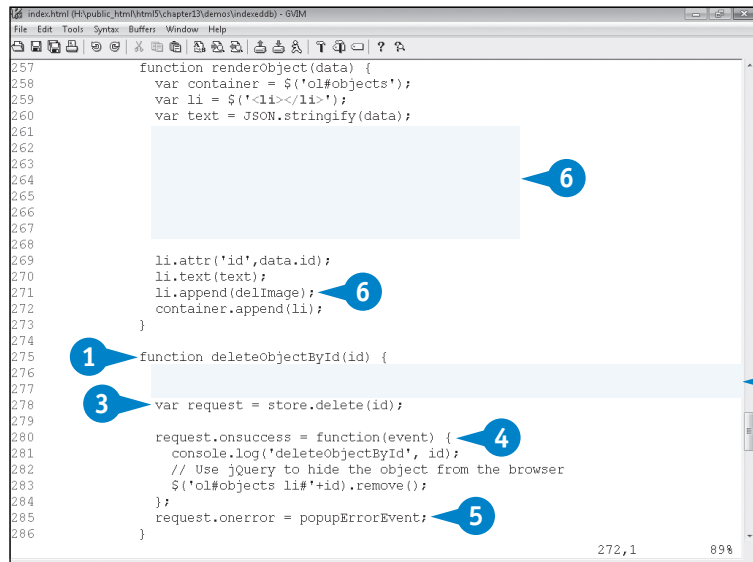 index.html (H:\public_html\html5\chapter13\demos\indexeddb) - GVIM
File Edit Tools Syntax Buffers Window Help
257 function renderObject(data) {
258 var container = $('ol#objects');
259 var li = $('<li></li>');
260 var text = JSON.stringify(data);
261
262
263
264 6
265
266
267
268
269 li.attr('id',data.id);
270 li.text(text);
271 li.append(delImage); 6
272 container.append(li);
273 }
274
275 1 function deleteObjectById(id) {
276
277
278 3 var request = store.delete(id);
279
280 request.onsuccess = function(event) { 4
281 console.log('deleteObjectById', id);
282 // Use jQuery to hide the object from the browser
283 $('ol#objects li#'+id).remove();
284 };
285 request.onerror = popupErrorEvent; 5
286 }
272,1 89%